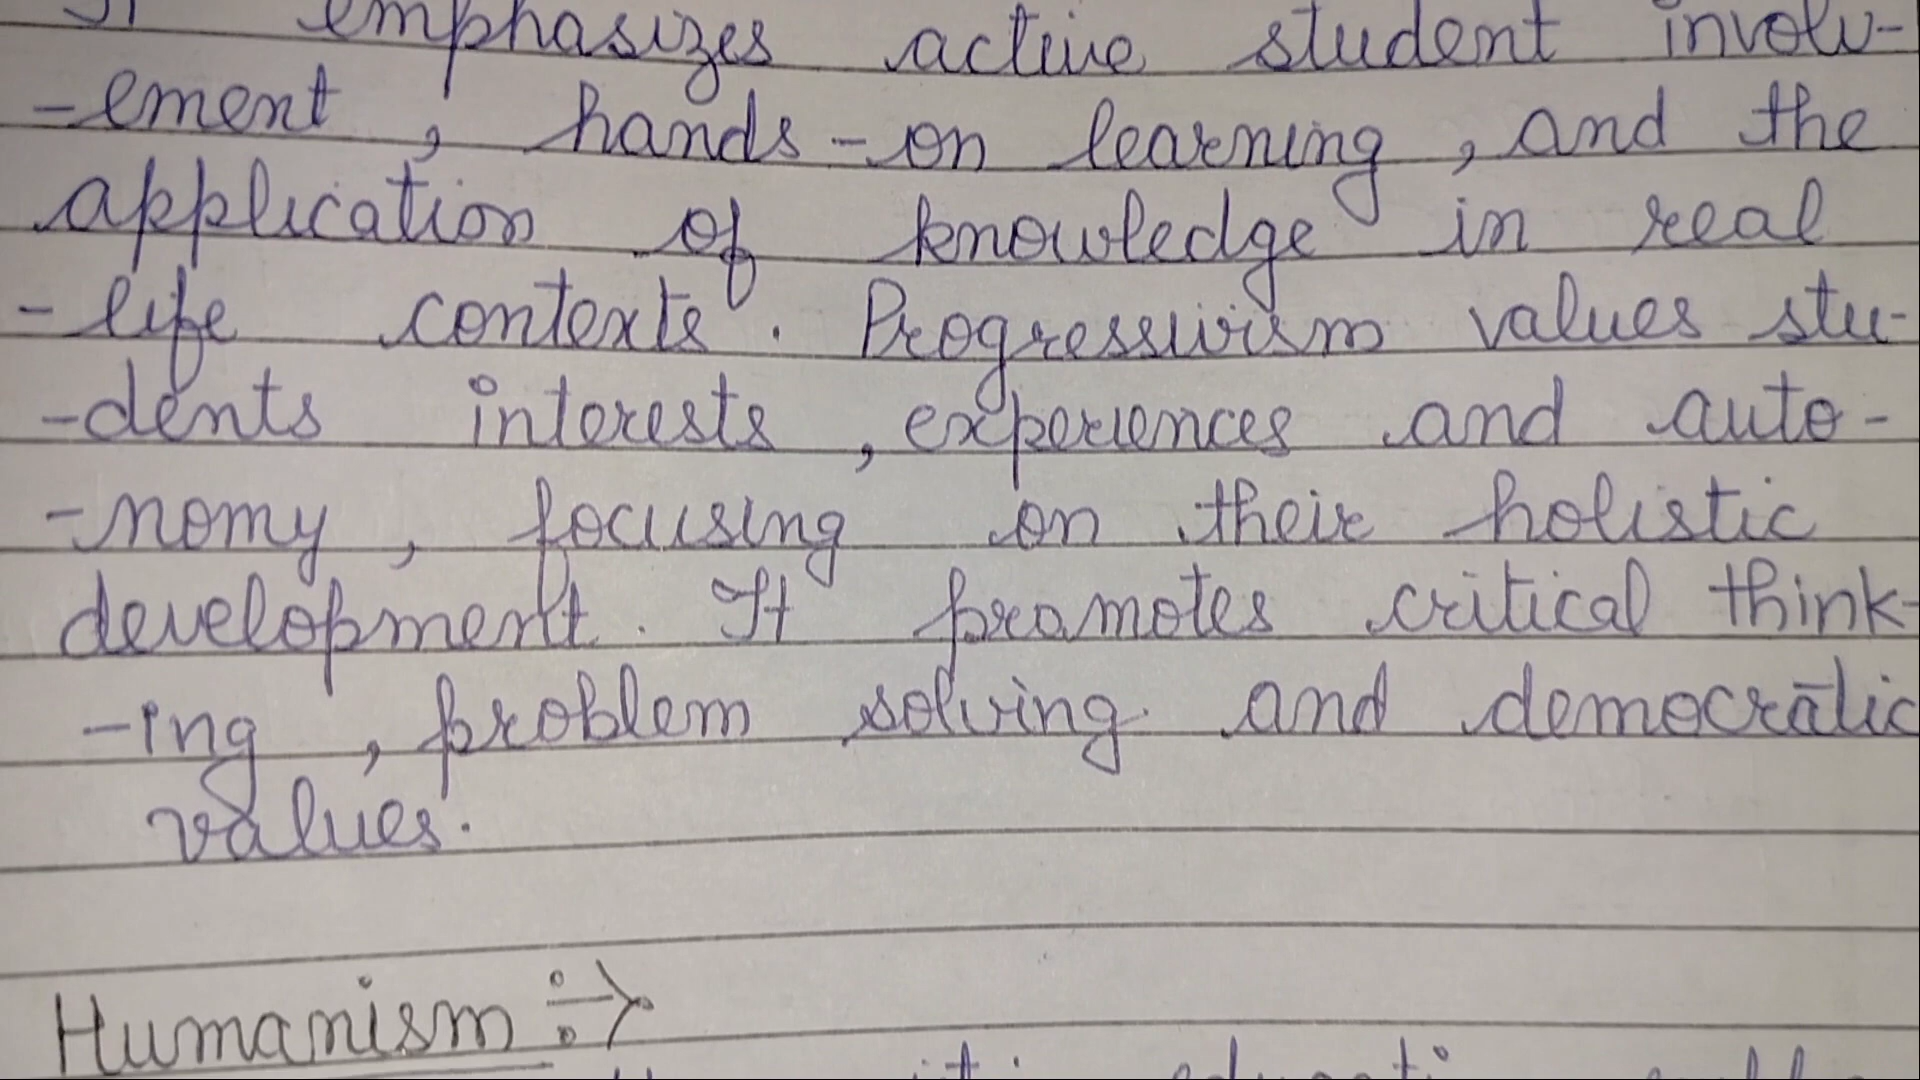 It emphasizes active student involv-
-ement, hands-on learning, and the
application of knowledge in real
-life contexts. Progressivism values stu-
-dents interests, experiences and auto-
-nomy, focusing on their holistic
development. It promotes critical think-
-ing, problem solving and democratic
values.
Humanism :->